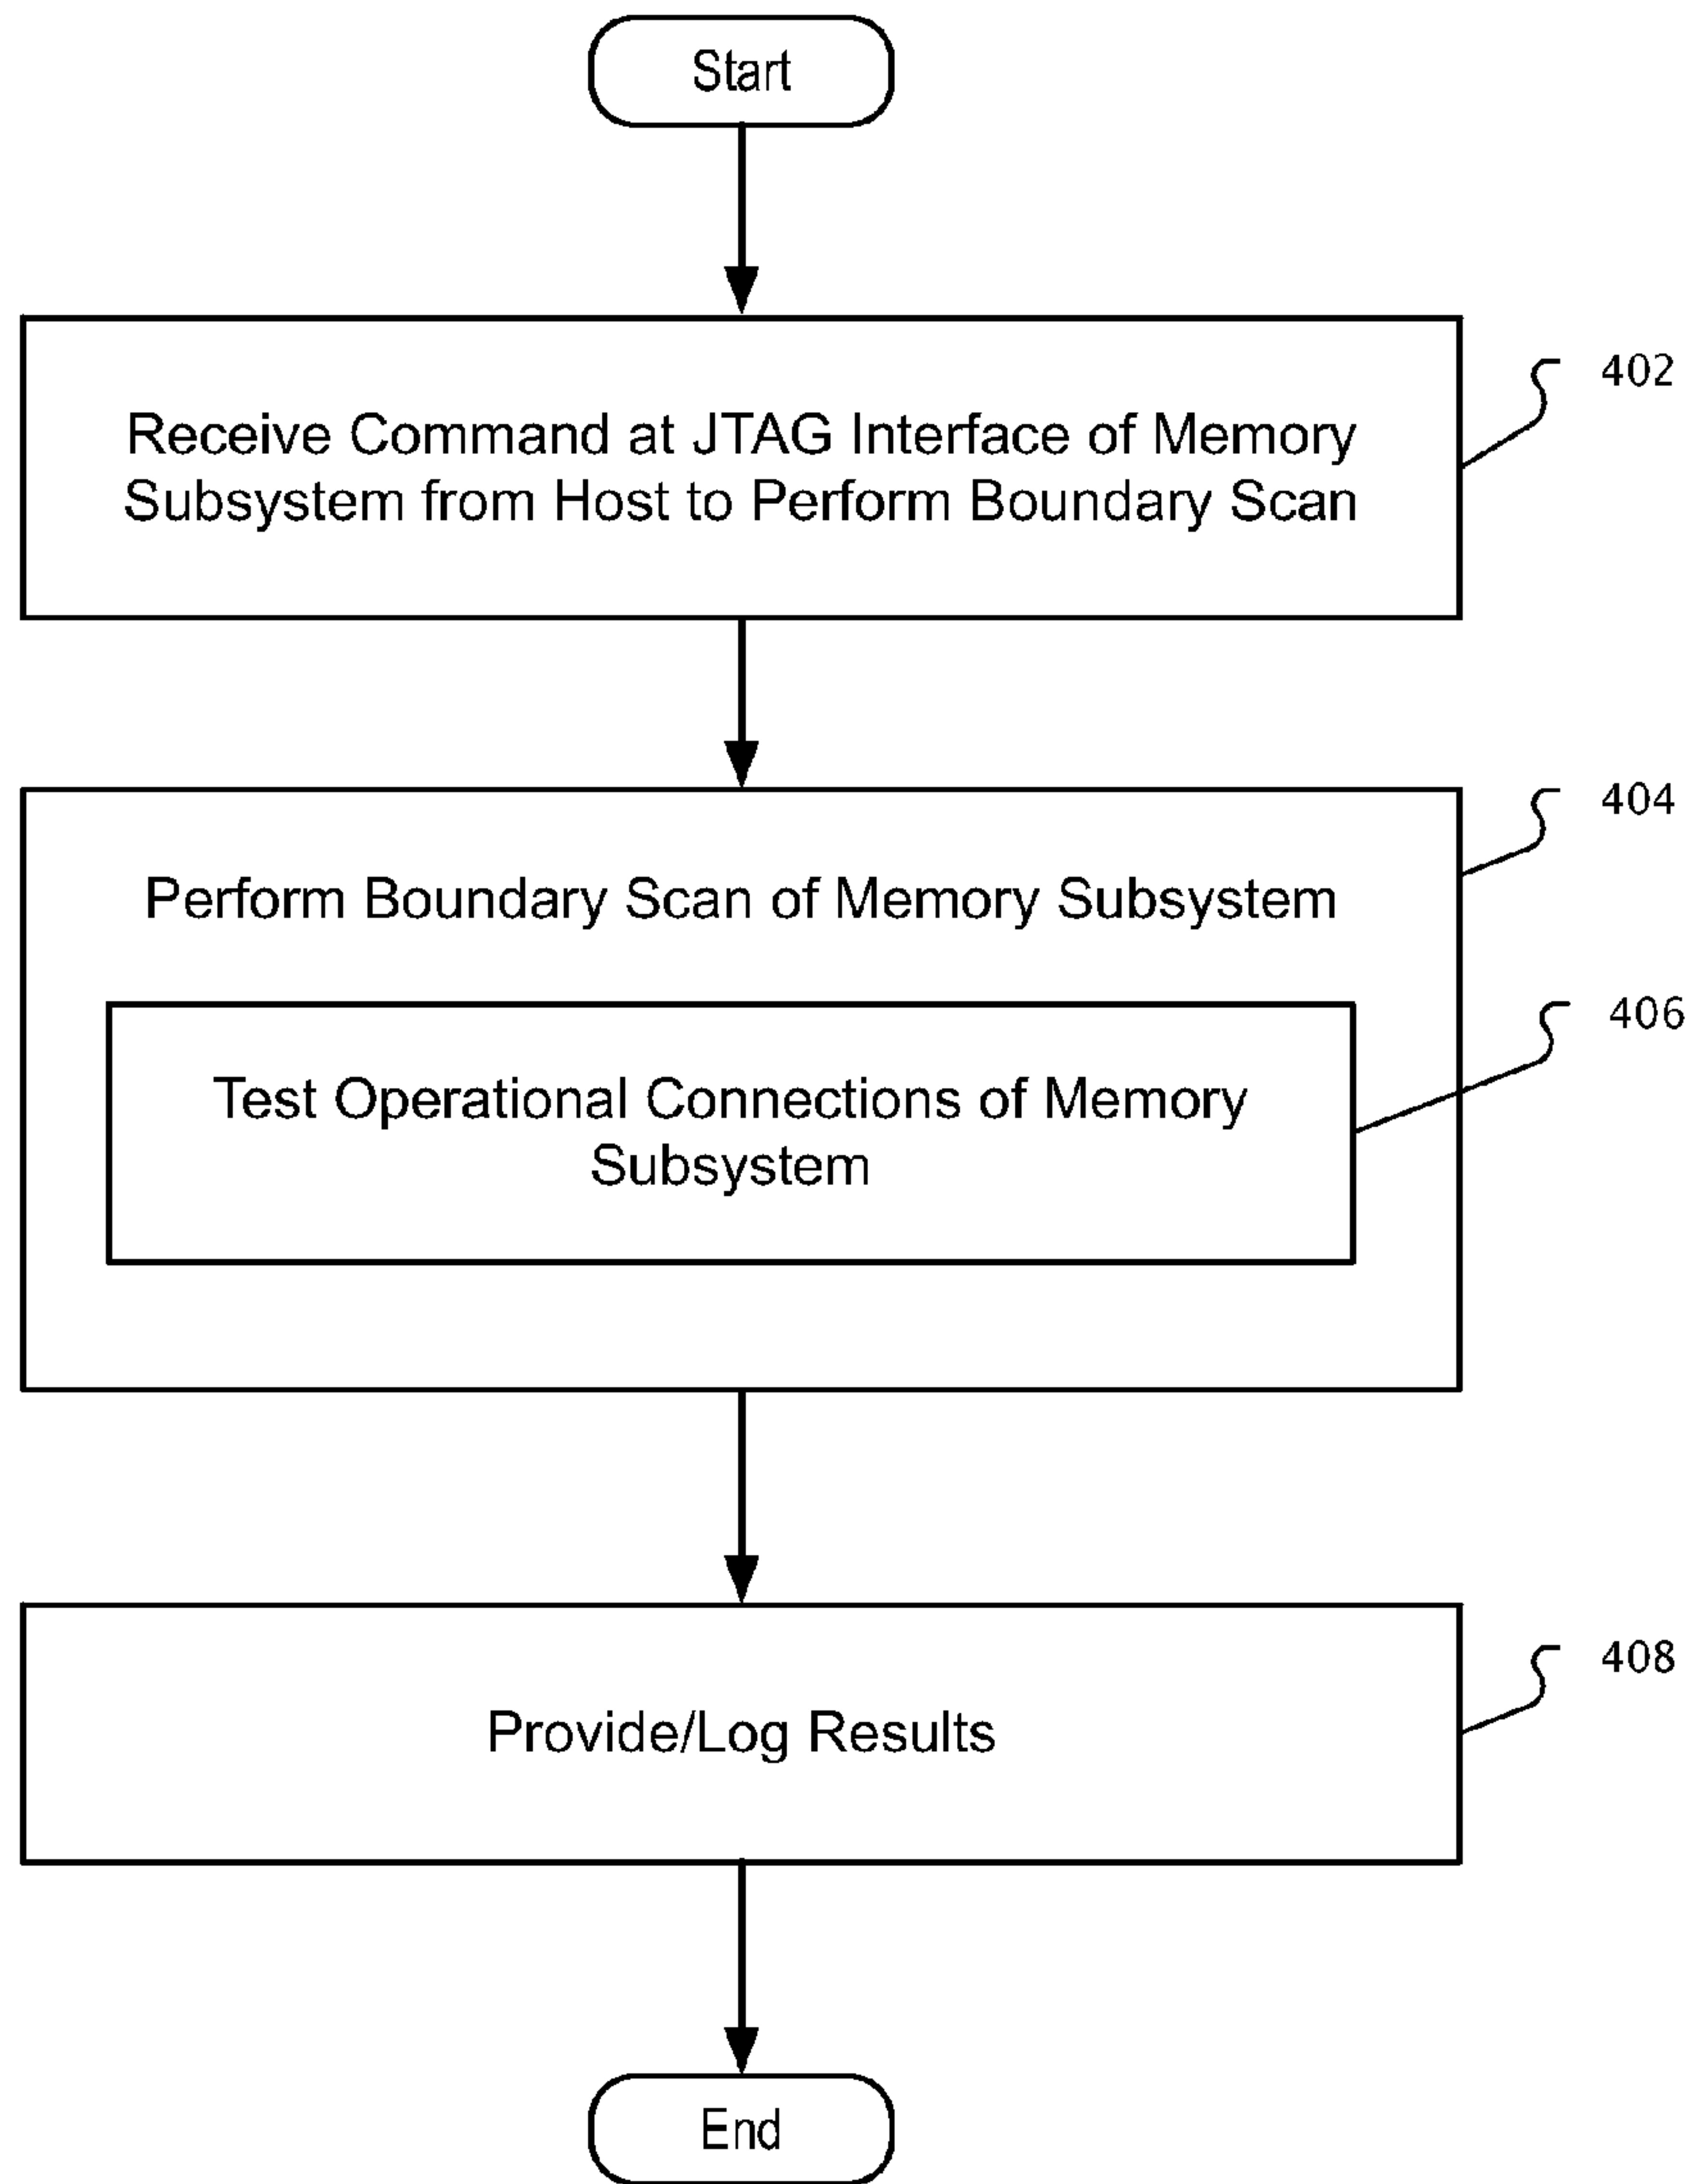 Start
Receive Command at JTAG Interface of Memory
Subsystem from Host to Perform Boundary Scan
402
Perform Boundary Scan of Memory Subsystem
404
Test Operational Connections of Memory
Subsystem
406
Provide/Log Results
408
End